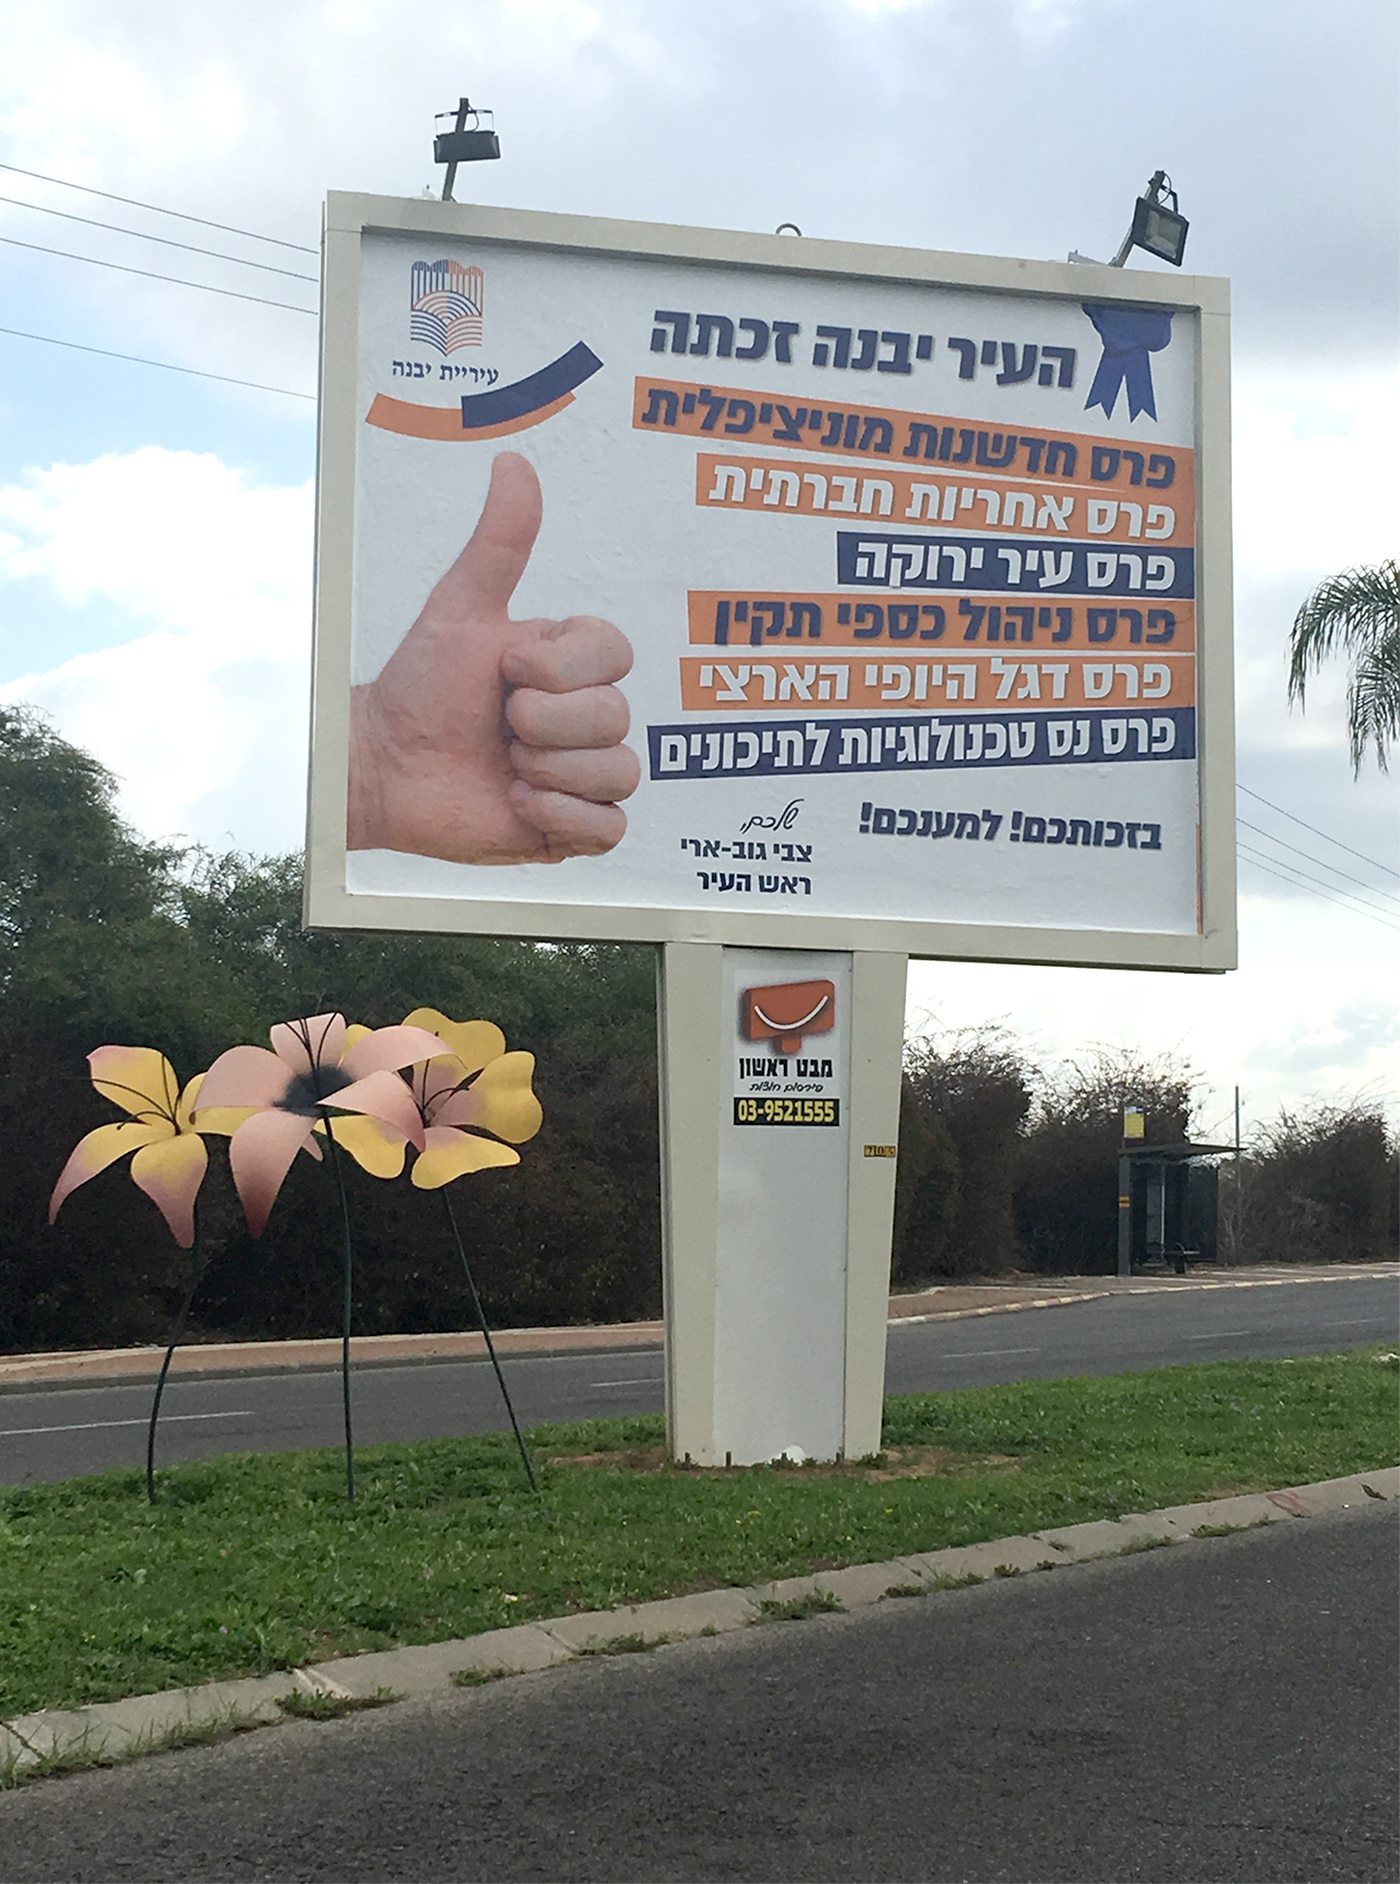 עיריית יבנה
העיר יבנה זכתה
פרס חדשנות מוניציפלית
פרס אחריות חברתית
פרס עיר ירוקה
פרס ניהול כספי תקין
פרס דגל היופי הארצי
פרס נס טכנולוגיות לתיכונים
בזכותכם! למענכם!
שלכם,
צבי גוב-ארי
ראש העיר
מבט ראשון
פירסום חוצות
03-9521555